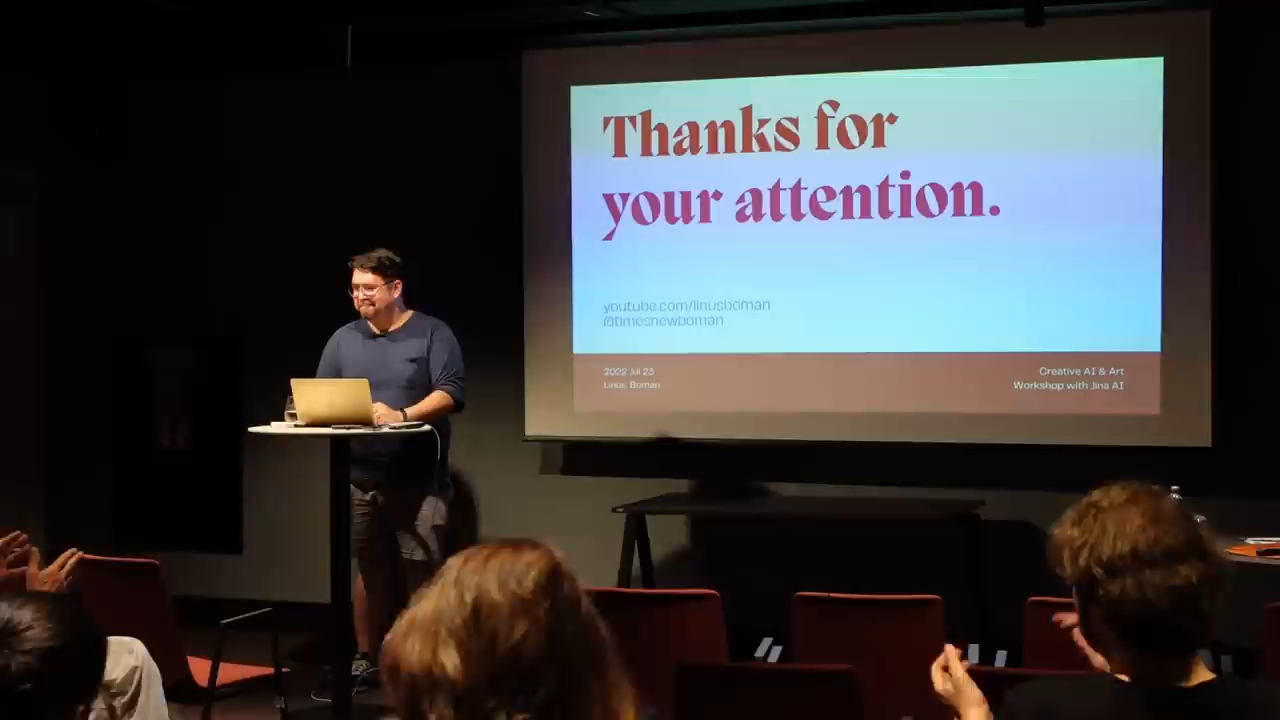 Thanks for
your attention.
youtube.com/linusboman
@timesnewboman
2022 Jul 23
Linus Boman
Creative AI & Art
Workshop with Jina AI